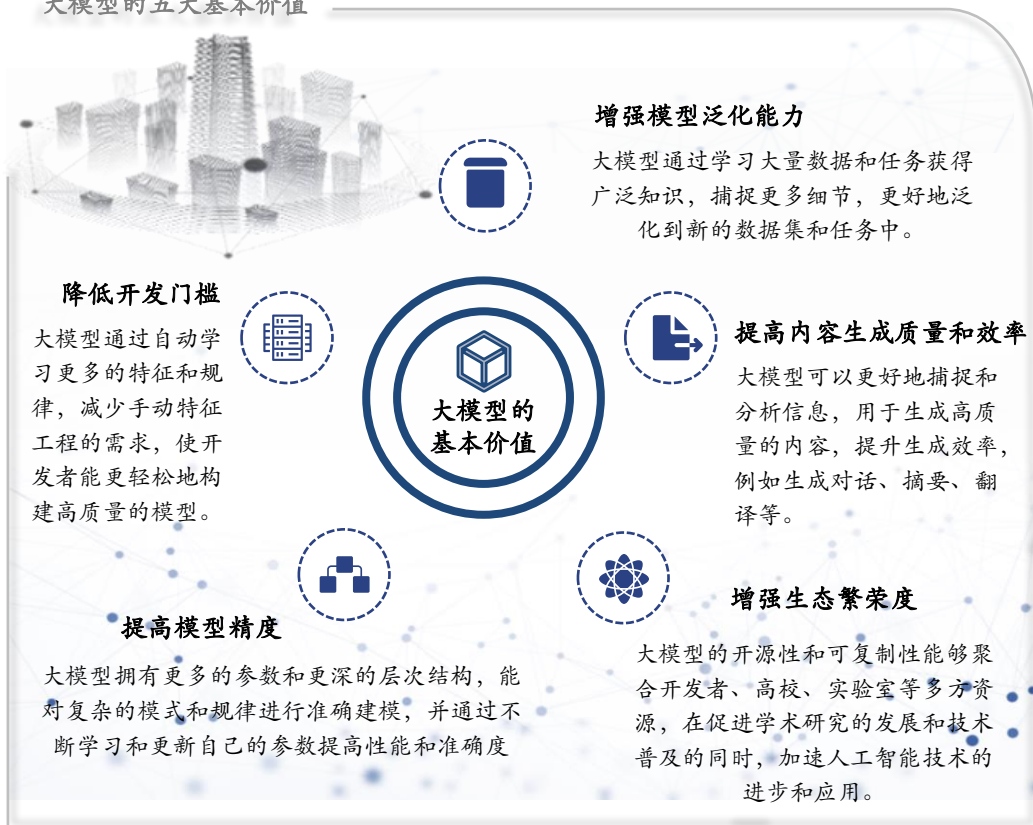 大模型的五大基本价值
增强模型泛化能力
大模型通过学习大量数据和任务获得
广泛知识，捕捉更多细节，更好地泛
化到新的数据集和任务中。
降低开发门槛
大模型通过自动学
习更多的特征和规
律，减少手动特征
工程的需求，使开
发者能更轻松地构
建高质量的模型。
大模型的
基本价值
提高内容生成质量和效率
大模型可以更好地捕捉和
分析信息，用于生成高质
量的内容，提升生成效率，
例如生成对话、摘要、翻
译等。
提高模型精度
大模型拥有更多的参数和更深的层次结构，能
对复杂的模式和规律进行准确建模，并通过不
断学习和更新自己的参数提高性能和准确度
增强生态繁荣度
大模型的开源性和可复制性能够聚
合开发者、高校、实验室等多方资
源，在促进学术研究的发展和技术
普及的同时，加速人工智能技术的
进步和应用。